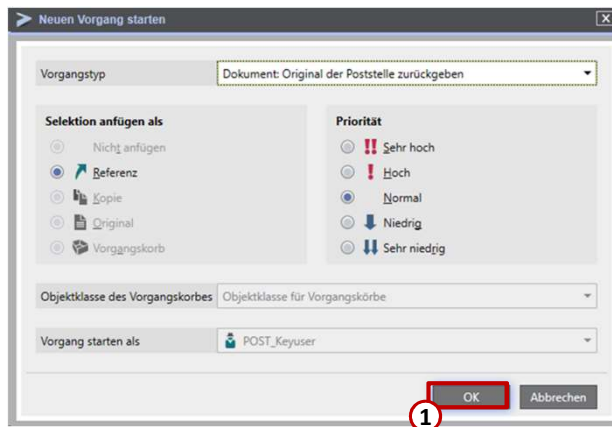 Neuen Vorgang starten
Vorgangstyp
Dokument: Original der Poststelle zurückgeben
Selektion anfügen als
Nicht anfügen
Referenz
Kopie
Original
Vorgangskorb
Priorität
Sehr hoch
Hoch
Normal
Niedrig
Sehr niedrig
Objektklasse des Vorgangskorbes
Objektklasse für Vorgangskörbe
Vorgang starten als
POST_Keyuser
OK
Abbrechen
1